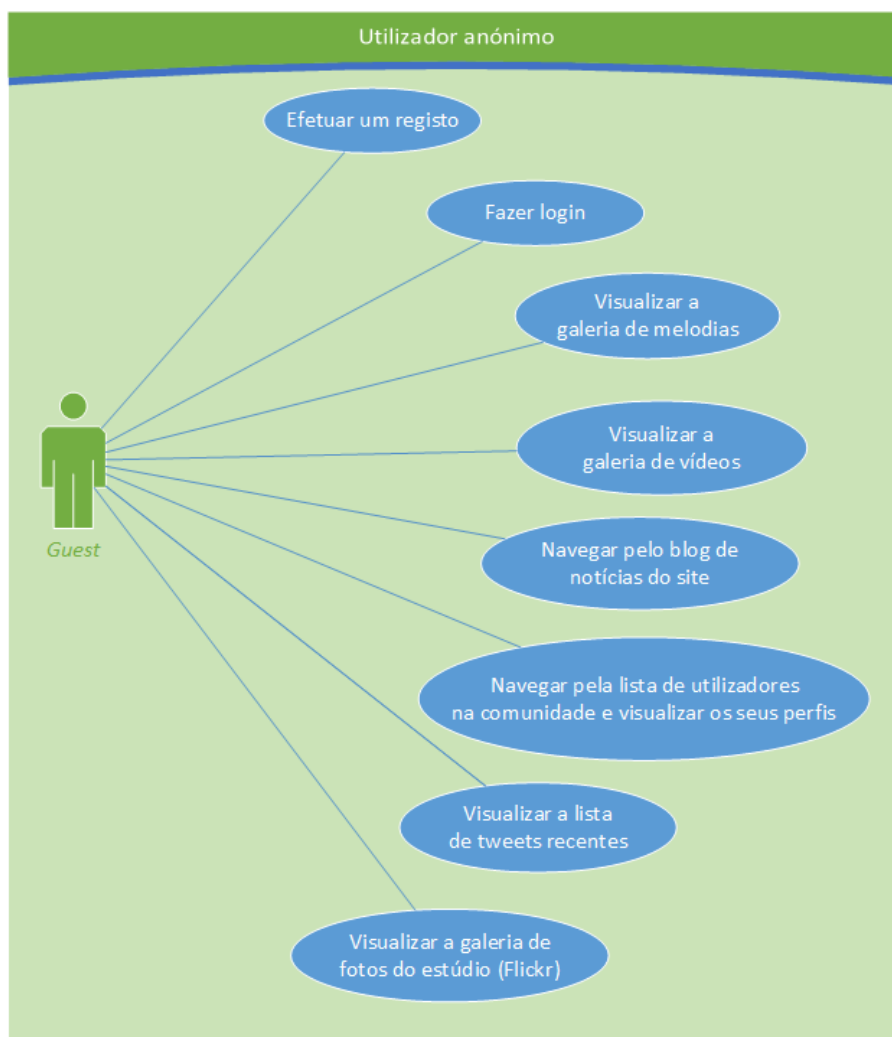 Utilizador anónimo
Efetuar um registo
Fazer login
Visualizar a
galeria de melodias
Visualizar a
galeria de vídeos
Guest
Navegar pelo blog de
notícias do site
Navegar pela lista de utilizadores
na comunidade e visualizar os seus perfis
Visualizar a lista
de tweets recentes
Visualizar a galeria de
fotos do estúdio (Flickr)